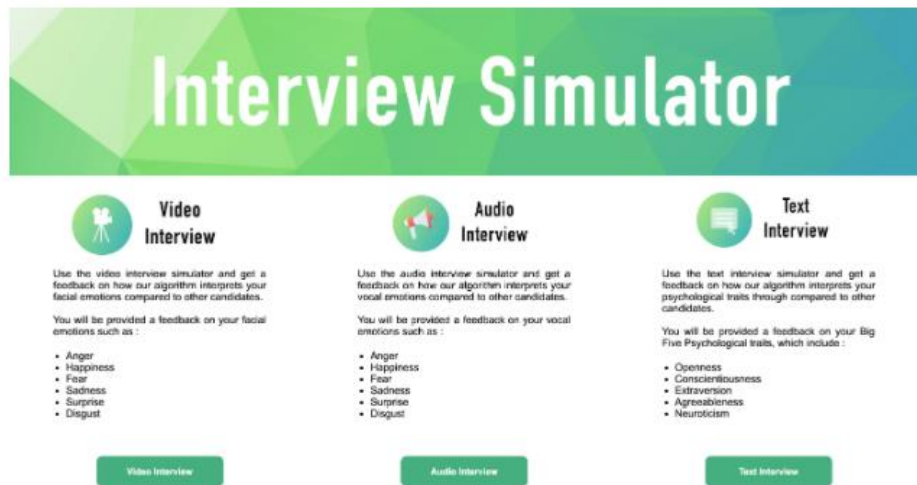 Interview Simulator
Video
Interview
Use the video interview simulator and get a
feedback on how our algorithm interprets your
facial emotions compared to other candidates.
You will be provided a feedback on your facial
emotions such as :
• Anger
• Happiness
• Fear
• Sadness
• Surprise
• Disgust
Video Interview
Audio
Interview
Use the audio interview simulator and get a
feedback on how our algorithm interprets your
vocal emotions compared to other candidates.
You will be provided a feedback on your vocal
emotions such as :
• Anger
• Happiness
• Fear
• Sadness
• Surprise
• Disgust
Audio Interview
Text
Interview
Use the text interview simulator and get a
feedback on how our algorithm interprets your
psychological traits through compared to other
candidates.
You will be provided a feedback on your Big
Five Psychological traits, which include :
• Openness
• Conscientiousness
• Extraversion
• Agreeableness
• Neuroticism
Text Interview